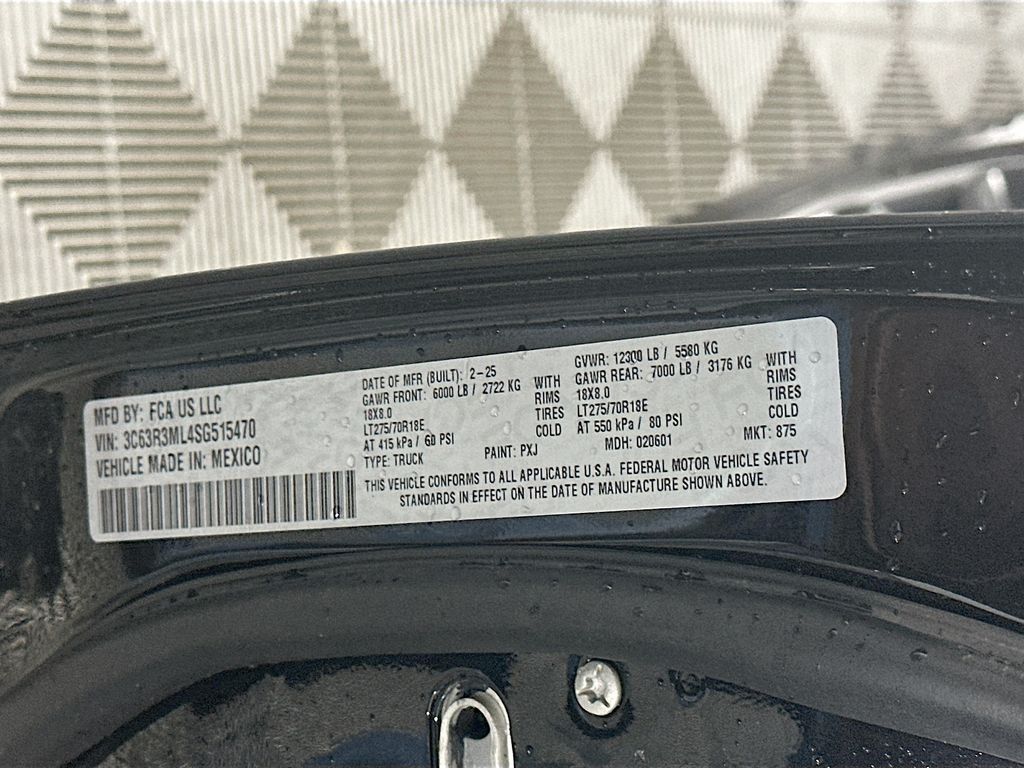 MFD BY: FCA US LLC
VIN: 3C63R3ML4SG515470
VEHICLE MADE IN: MEXICO
DATE OF MFR (BUILT): 2-25
GAWR FRONT: 6000 LB / 2722 KG
18X8.0
LT275/70R18E
AT 415 kPa / 60 PSI
TYPE: TRUCK
WITH
RIMS
TIRES
COLD
PAINT: PXJ
GVWR: 12300 LB / 5580 KG
GAWR REAR: 7000 LB / 3176 KG
18X8.0
LT275/70R18E
AT 550 kPa / 80 PSI
WITH
RIMS
TIRES
COLD
MDH: 020601
MKT: 875
THIS VEHICLE CONFORMS TO ALL APPLICABLE U.S.A. FEDERAL MOTOR VEHICLE SAFETY
STANDARDS IN EFFECT ON THE DATE OF MANUFACTURE SHOWN ABOVE.